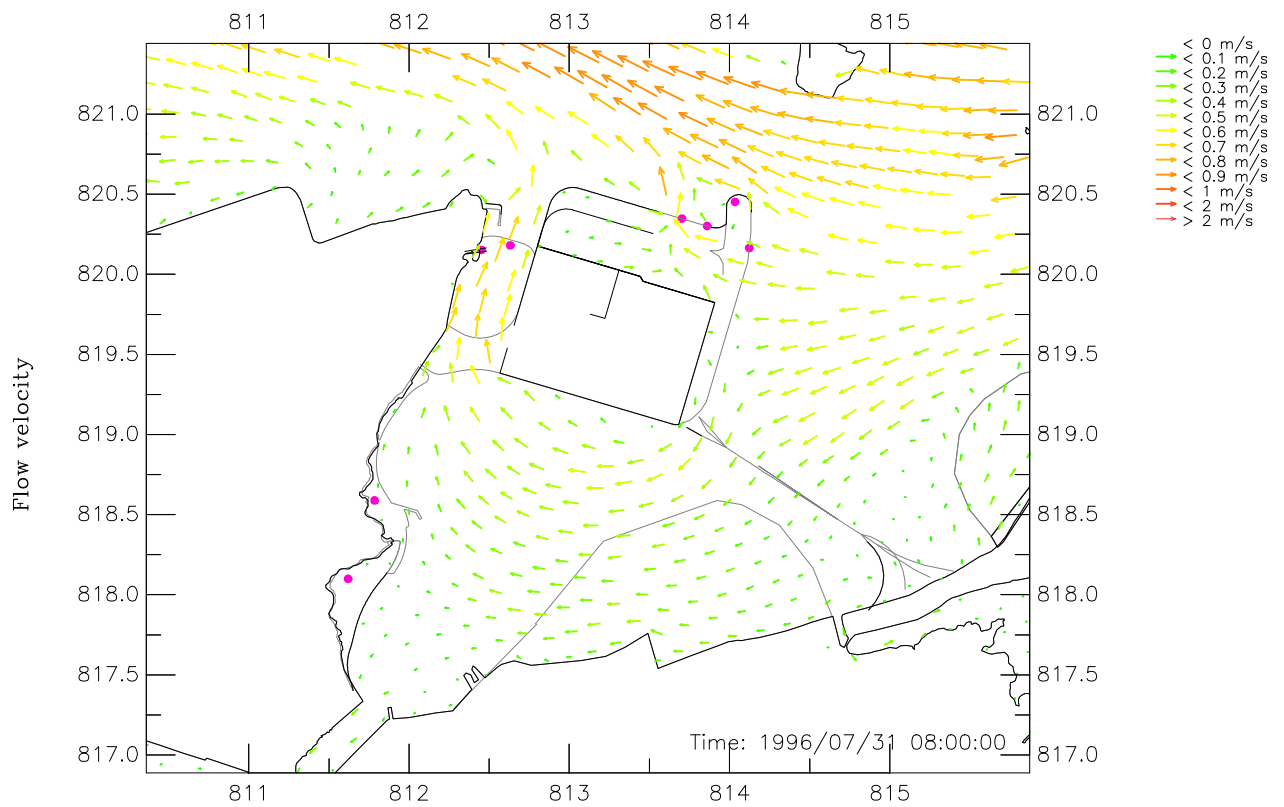 811 812 813 814 815
< 0 m/s
< 0.1 m/s
< 0.2 m/s
< 0.3 m/s
< 0.4 m/s
< 0.5 m/s
< 0.6 m/s
< 0.7 m/s
< 0.8 m/s
< 0.9 m/s
< 1 m/s
< 2 m/s
> 2 m/s
821.0 821.0
820.5 820.5
820.0 820.0
819.5 819.5
819.0 819.0
818.5 818.5
818.0 818.0
817.5 817.5
817.0 817.0
Flow velocity
Time: 1996/07/31 08:00:00
811 812 813 814 815